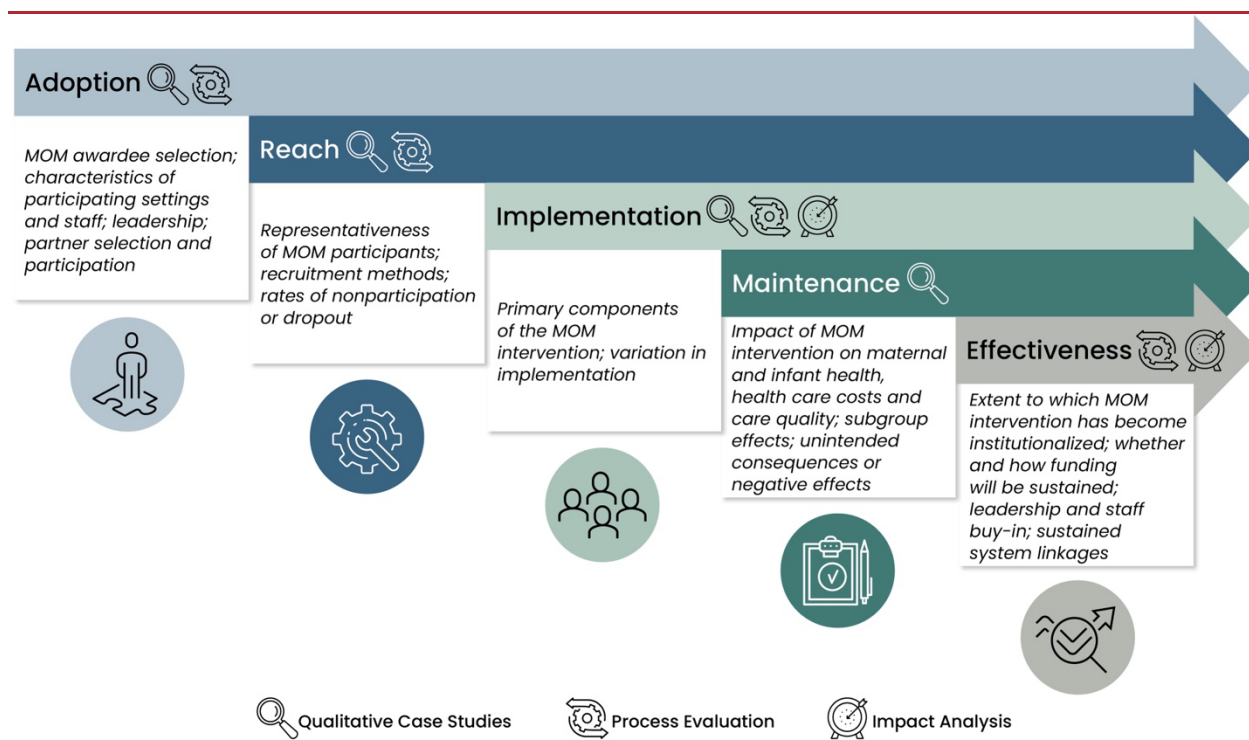 Adoption
MOM awardee selection;
characteristics of
participating settings
and staff; leadership;
partner selection and
participation
Reach
Representativeness
of MOM participants;
recruitment methods;
rates of nonparticipation
or dropout
Implementation
Primary components
of the MOM
intervention; variation in
implementation
Maintenance
Impact of MOM
intervention on maternal
and infant health,
health care costs and
care quality; subgroup
effects; unintended
consequences or
negative effects
Effectiveness
Extent to which MOM
intervention has become
institutionalized; whether
and how funding
will be sustained;
leadership and staff
buy-in; sustained
system linkages
Qualitative Case Studies
Process Evaluation
Impact Analysis